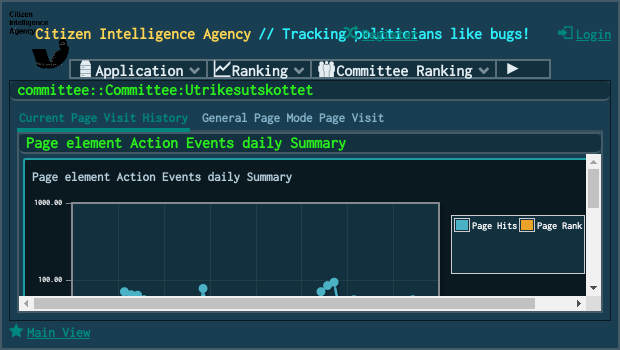 Citizen
Intelligence
Agency
Citizen Intelligence Agency // Tracking politicians like bugs!
Register
Login
Application
Ranking
Committee Ranking
committee::Committee:Utrikesutskottet
Current Page Visit History
General Page Mode Page Visit
Page element Action Events daily Summary
Page element Action Events daily Summary
1000.00
Page Hits
Page Rank
100.00
Main View